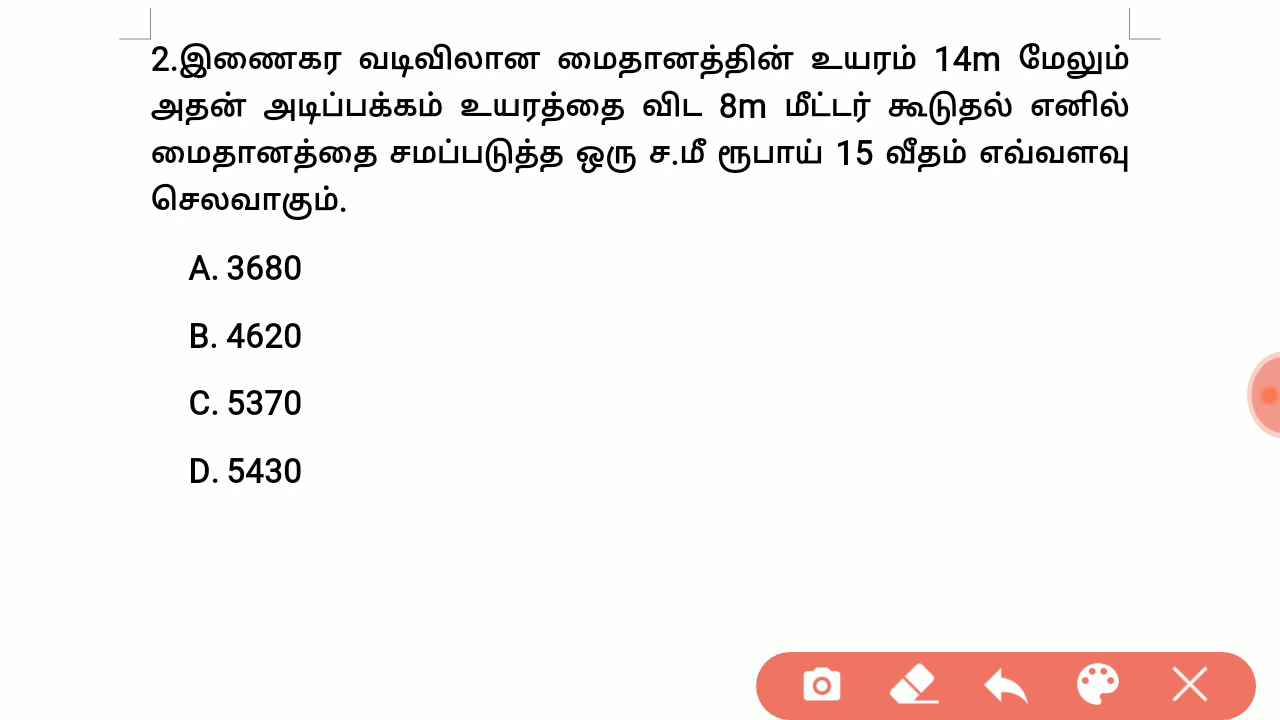 2.இணைகர வடிவிலான மைதானத்தின் உயரம் 14m மேலும்
அதன் அடிப்பக்கம் உயரத்தை விட 8m மீட்டர் கூடுதல் எனில்
மைதானத்தை சமப்படுத்த ஒரு ச.மீ ரூபாய் 15 வீதம் எவ்வளவு
செலவாகும்.
A. 3680
B. 4620
C. 5370
D. 5430